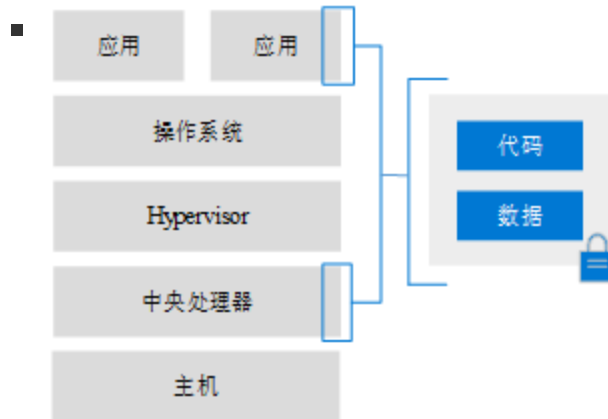 应用
应用
操作系统
Hypervisor
中央处理器
主机
代码
数据